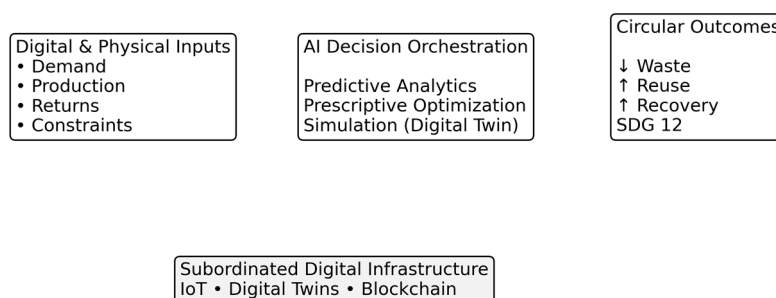 Digital & Physical Inputs
• Demand
• Production
• Returns
• Constraints
AI Decision Orchestration
Predictive Analytics
Prescriptive Optimization
Simulation (Digital Twin)
Circular Outcomes
↓ Waste
↑ Reuse
↑ Recovery
SDG 12
Subordinated Digital Infrastructure
IoT • Digital Twins • Blockchain